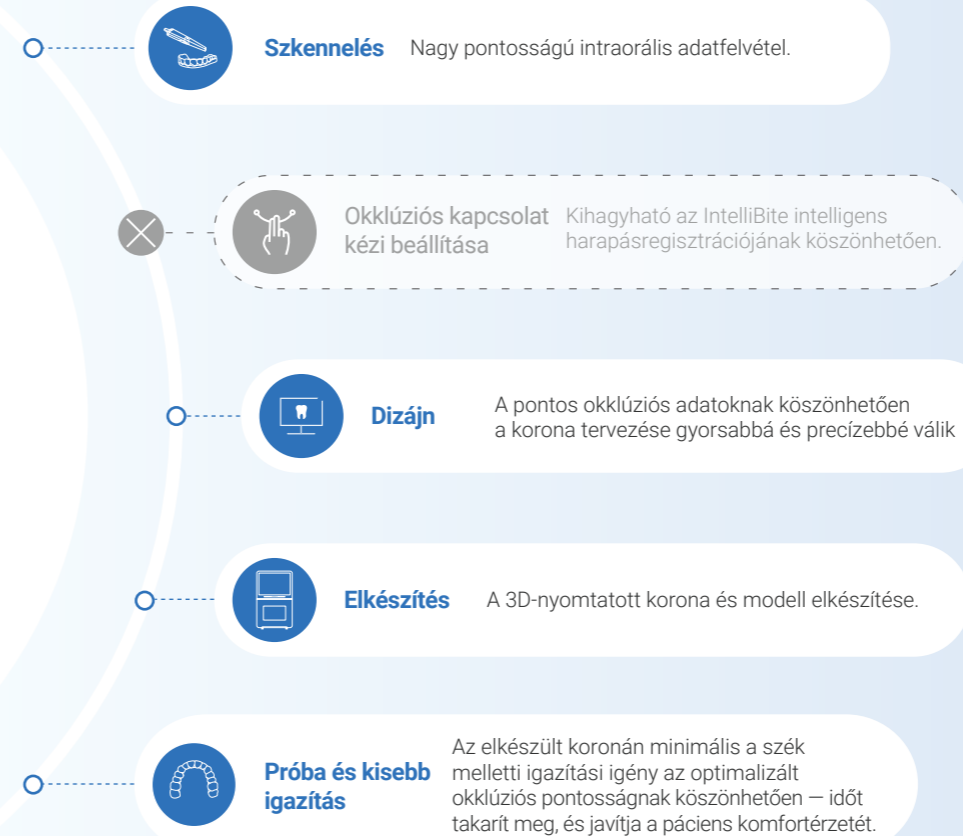 Szkennelés
Nagy pontosságú intraorális adatfelvétel.
Okklúziós kapcsolat
kézi beállítása
Kihagyható az IntelliBite intelligens
harapásregisztrációjának köszönhetően.
Dizájn
A pontos okklúziós adatoknak köszönhetően
a korona tervezése gyorsabbá és precízebbé válik
Elkészítés
A 3D-nyomtatott korona és modell elkészítése.
Próba és kisebb
igazítás
Az elkészült koronán minimális a szék
melletti igazítási igény az optimalizált
okklúziós pontosságnak köszönhetően — időt
takarít meg, és javítja a páciens komfortérzetét.